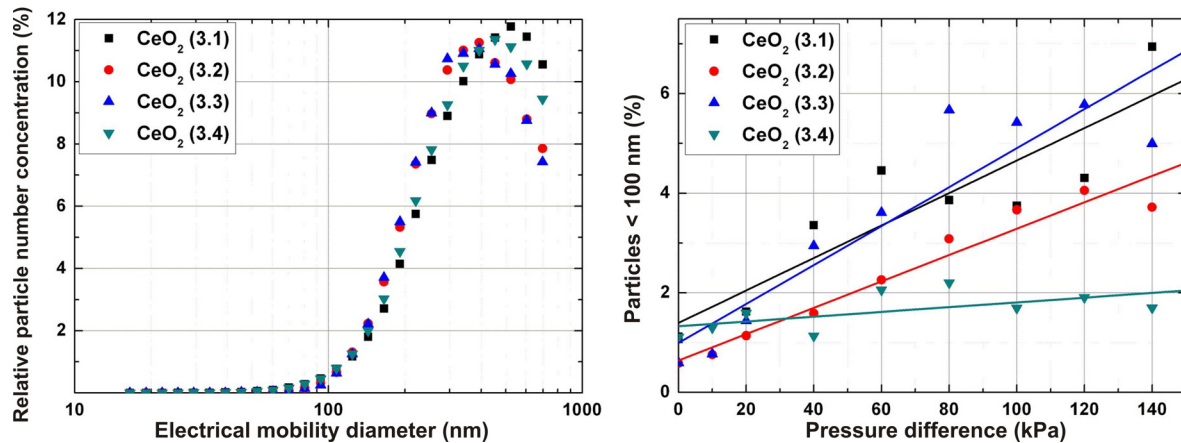 Relative particle number concentration (%)
12
10
8
6
4
2
CeO₂ (3.1)
CeO₂ (3.2)
CeO₂ (3.3)
CeO₂ (3.4)
10
100
1000
Electrical mobility diameter (nm)
Particles < 100 nm (%)
6
4
2
0
CeO₂ (3.1)
CeO₂ (3.2)
CeO₂ (3.3)
CeO₂ (3.4)
0 20 40 60 80 100 120 140
Pressure difference (kPa)